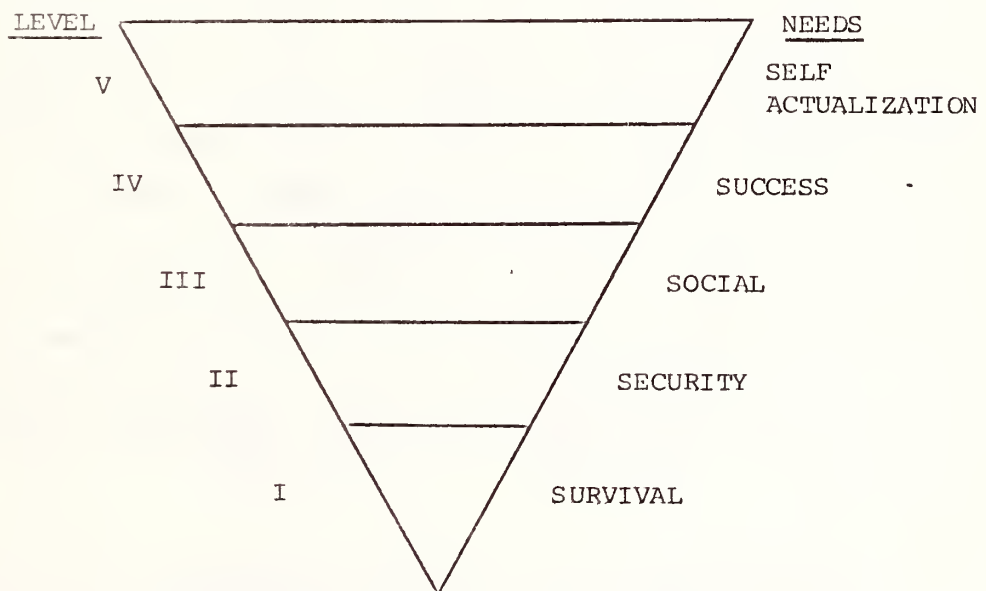 LEVEL NEEDS
V SELF
ACTUALIZATION
IV SUCCESS
III SOCIAL
II SECURITY
I SURVIVAL